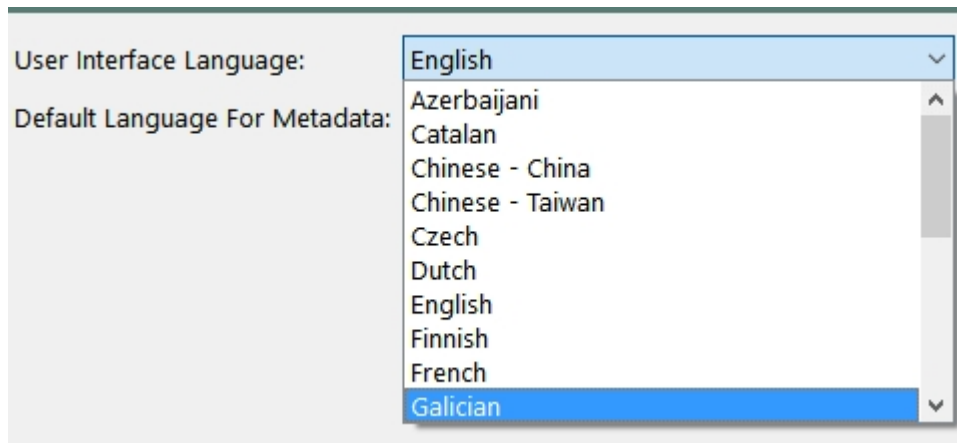 User Interface Language: English
Default Language For Metadata:
Azerbaijani
Catalan
Chinese - China
Chinese - Taiwan
Czech
Dutch
English
Finnish
French
Galician